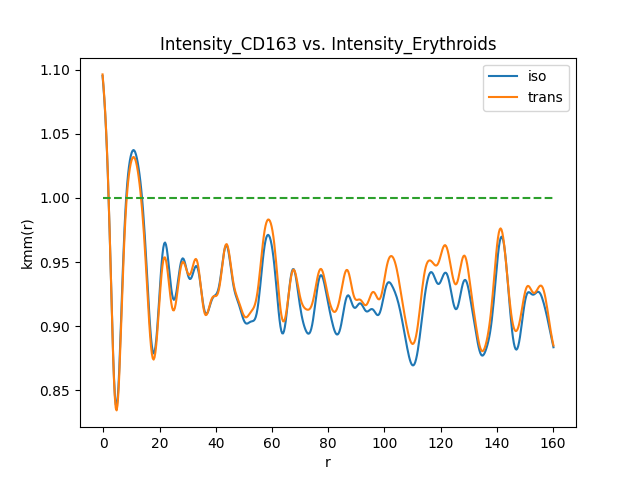 Intensity_CD163 vs. Intensity_Erythroids
iso
trans
1.10
1.05
1.00
0.95
0.90
0.85
kmm(r)
0 20 40 60 80 100 120 140 160
r